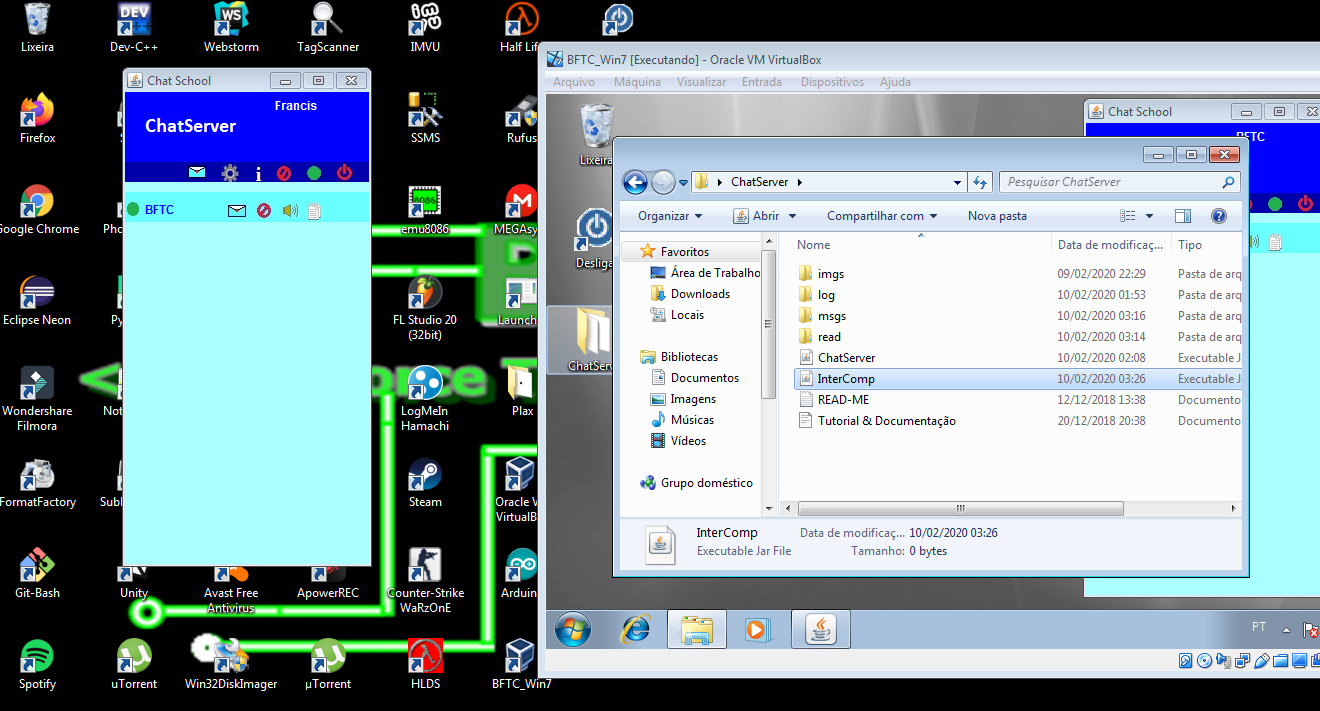 Lixeira
Dev-C++
Webstorm
TagScanner
IMVU
Half Lif
Firefox
SSMS
Rufus
Google Chrome
Pho
emu8086
MEGAsy
Eclipse Neon
Py
FL Studio 20
(32bit)
Launch
Wondershare
Filmora
Not
LogMeIn
Hamachi
Plax
FormatFactory
Subl
Steam
Oracle V
VirtualB
Git-Bash
Unity
Avast Free
Antivirus
ApowerREC
Counter-Strike
WaRzOnE
Arduin
Spotify
uTorrent
Win32DiskImager
µTorrent
HLDS
BFTC_Win7
DEV
WS
8086
orce T
Chat School
Francis
ChatServer
BFTC
BFTC_Win7 [Executando] - Oracle VM VirtualBox
Arquivo Máquina Visualizar Entrada Dispositivos Ajuda
Lixeira
Desliga
ChatServ
Chat School
BFTC
ChatServer
Pesquisar ChatServer
Organizar Abrir Compartilhar com Nova pasta
Favoritos
Área de Trabalho
Downloads
Locais
Bibliotecas
Documentos
Imagens
Músicas
Vídeos
Grupo doméstico
Nome Data de modificaç... Tipo
imgs 09/02/2020 22:29 Pasta de arq
log 10/02/2020 01:53 Pasta de arq
msgs 10/02/2020 03:16 Pasta de arq
read 10/02/2020 03:14 Pasta de arq
ChatServer 10/02/2020 02:08 Executable Ja
InterComp 10/02/2020 03:26 Executable Ja
READ-ME 12/12/2018 13:38 Documento
Tutorial & Documentação 20/12/2018 20:38 Documento
InterComp Data de modificaç... 10/02/2020 03:26
Executable Jar File Tamanho: 0 bytes
PT